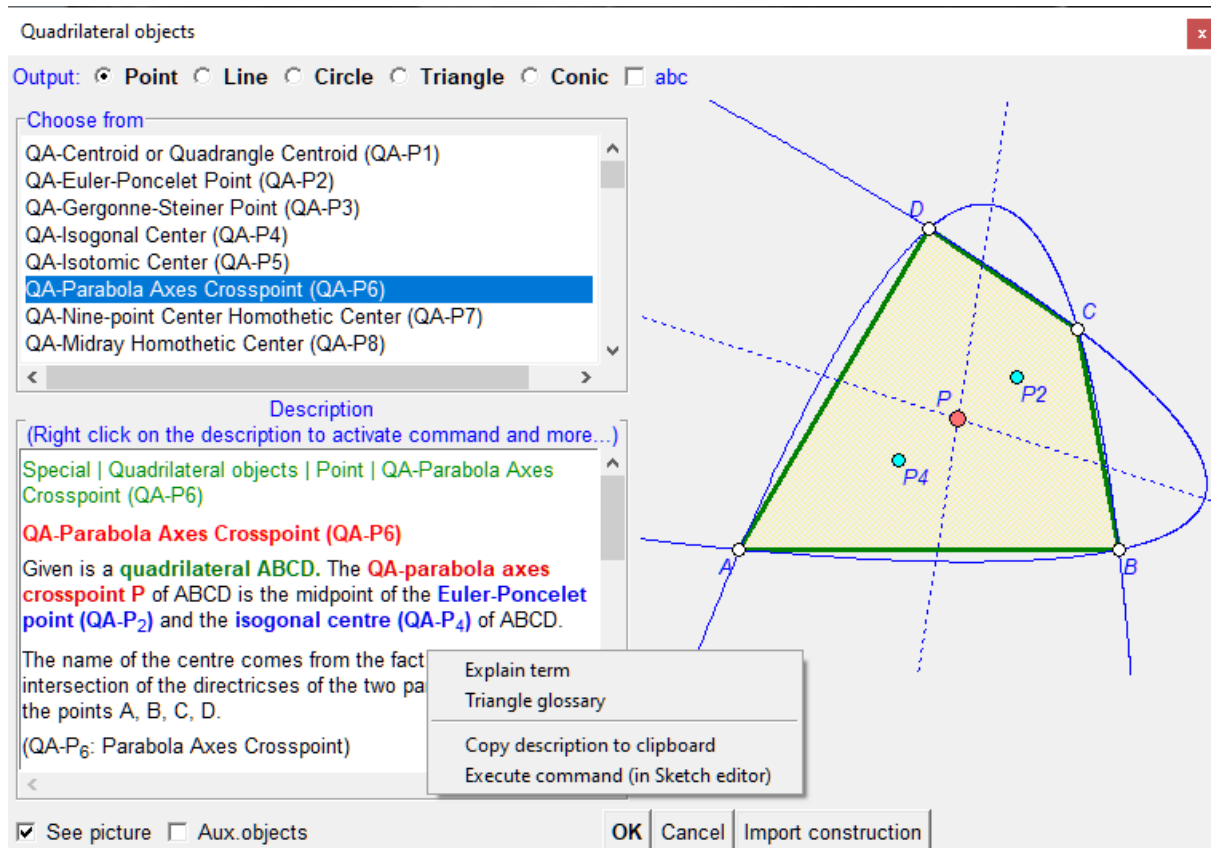 Quadrilateral objects
x
Output: Point Line Circle Triangle Conic abc
Choose from
QA-Centroid or Quadrangle Centroid (QA-P1)
QA-Euler-Poncelet Point (QA-P2)
QA-Gergonne-Steiner Point (QA-P3)
QA-Isogonal Center (QA-P4)
QA-Isotomic Center (QA-P5)
QA-Parabola Axes Crosspoint (QA-P6)
QA-Nine-point Center Homothetic Center (QA-P7)
QA-Midray Homothetic Center (QA-P8)
Description
(Right click on the description to activate command and more...)
Special | Quadrilateral objects | Point | QA-Parabola Axes
Crosspoint (QA-P6)
QA-Parabola Axes Crosspoint (QA-P6)
Given is a quadrilateral ABCD. The QA-parabola axes
crosspoint P of ABCD is the midpoint of the Euler-Poncelet
point (QA-P2) and the isogonal centre (QA-P4) of ABCD.
The name of the centre comes from the fact
intersection of the directricses of the two pa
the points A, B, C, D.
(QA-P6: Parabola Axes Crosspoint)
Explain term
Triangle glossary
Copy description to clipboard
Execute command (in Sketch editor)
See picture Aux.objects
OK Cancel Import construction
D
C
P
P2
P4
A
B